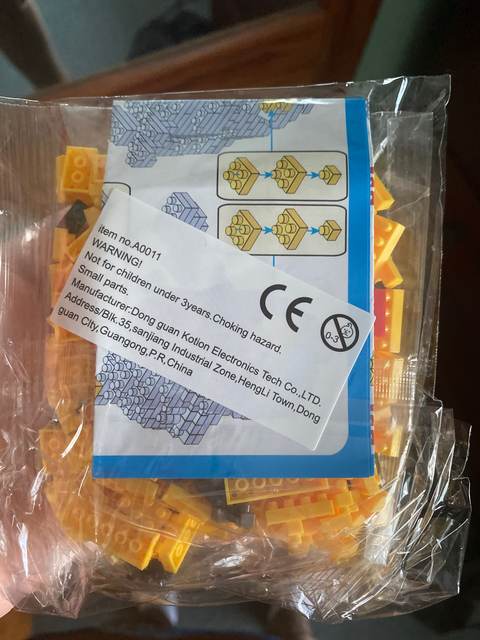 item no.A0011
WARNING!
Not for children under 3years.Choking hazard.
Small parts.
Manufacturer:Dong guan Kotion Electronics Tech Co.,LTD.
Address/Blk.35,sanjiang Industrial Zone,HengLi Town,Dong
guan City,Guangong,P.R,China
CE
0-3